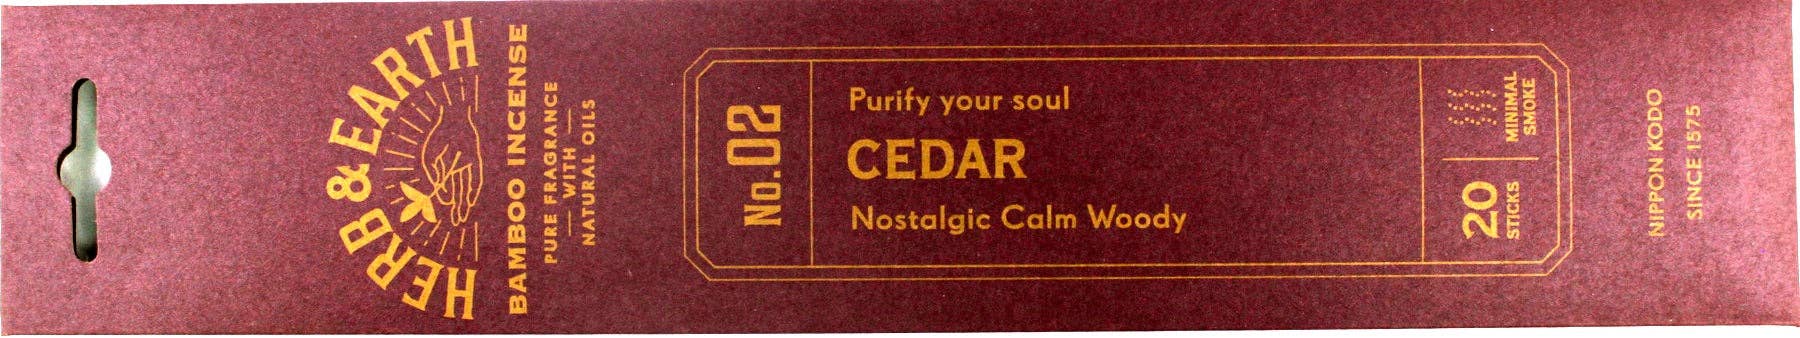 HERB & EARTH
BAMBOO INCENSE
PURE FRAGRANCE
WITH
NATURAL OILS
No.02
Purify your soul
CEDAR
Nostalgic Calm Woody
MINIMAL
SMOKE
20
STICKS
NIPPON KODO
SINCE 1575